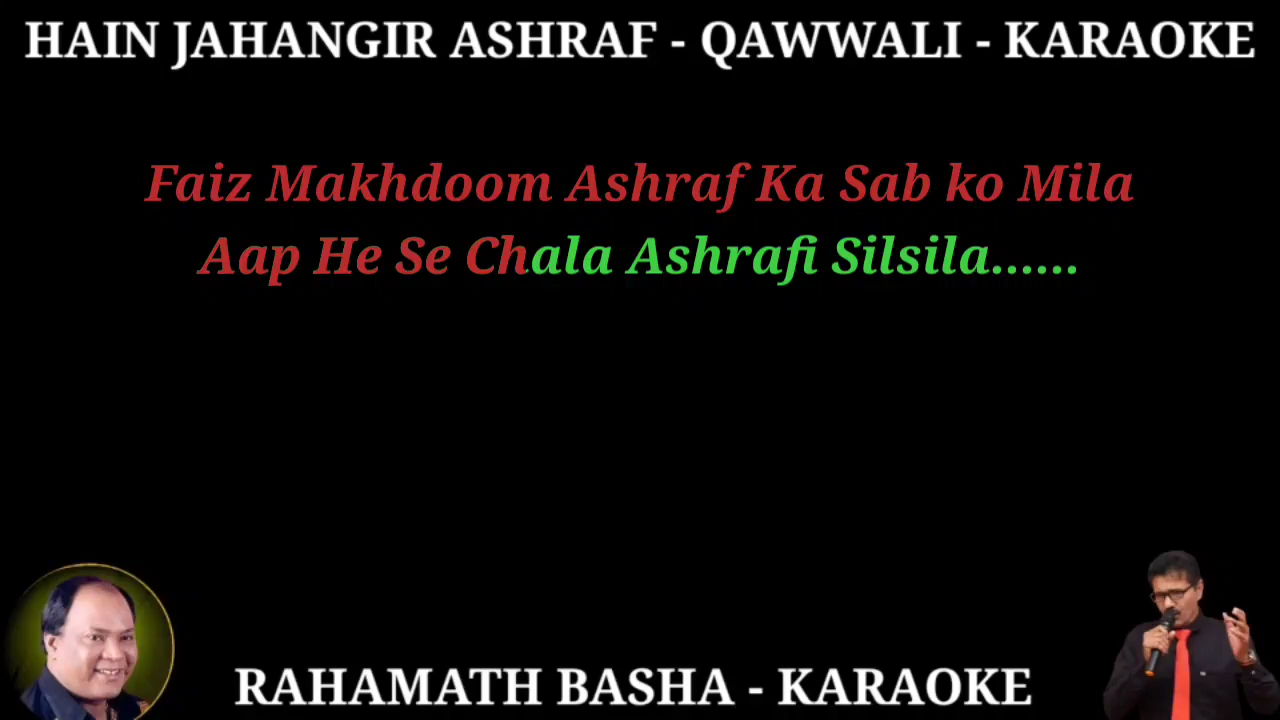 HAIN JAHANGIR ASHRAF - QAWWALI - KARAOKE
Faiz Makhdoom Ashraf Ka Sab ko Mila
Aap He Se Chala Ashrafi Silsila......
RAHAMATH BASHA - KARAOKE